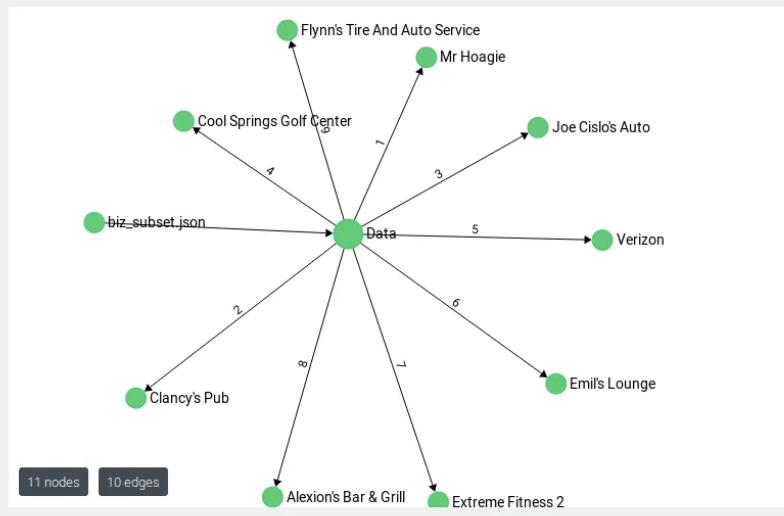 Flynn's Tire And Auto Service
Mr Hoagie
Cool Springs Golf Center
9
1
Joe Cislo's Auto
4
3
biz_subset.json
Data
5
Verizon
2
6
8
7
Clancy's Pub
Emil's Lounge
11 nodes
10 edges
Alexion's Bar & Grill
Extreme Fitness 2